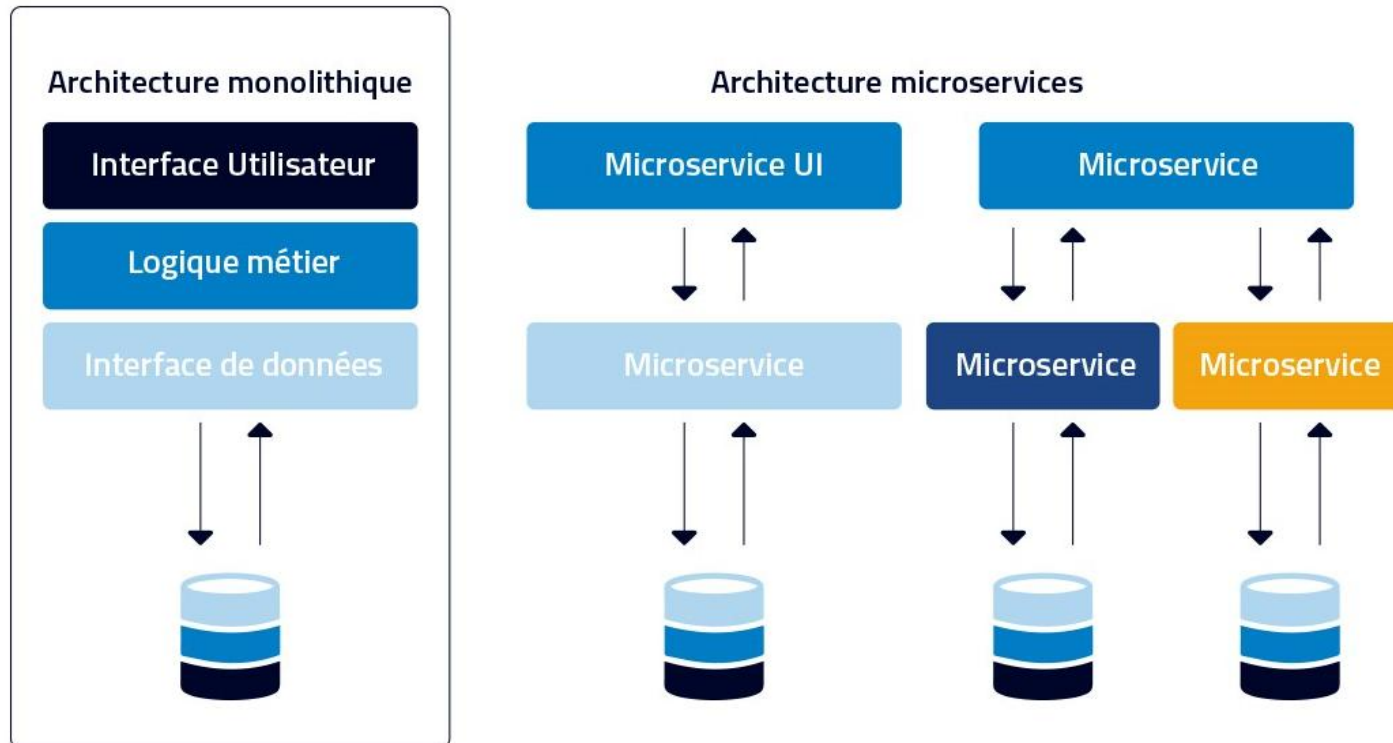 Architecture monolithique
Interface Utilisateur
Logique métier
Interface de données
Architecture microservices
Microservice UI
Microservice
Microservice
Microservice
Microservice